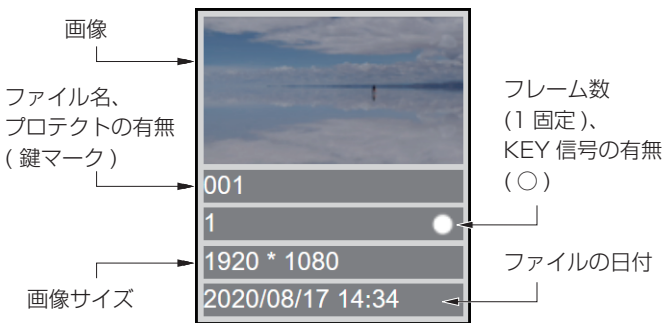 画像
ファイル名、
プロテクトの有無
( 鍵マーク )
画像サイズ
001
1
1920 * 1080
2020/08/17 14:34
フレーム数
(1 固定 )、
KEY 信号の有無
( ○ )
ファイルの日付